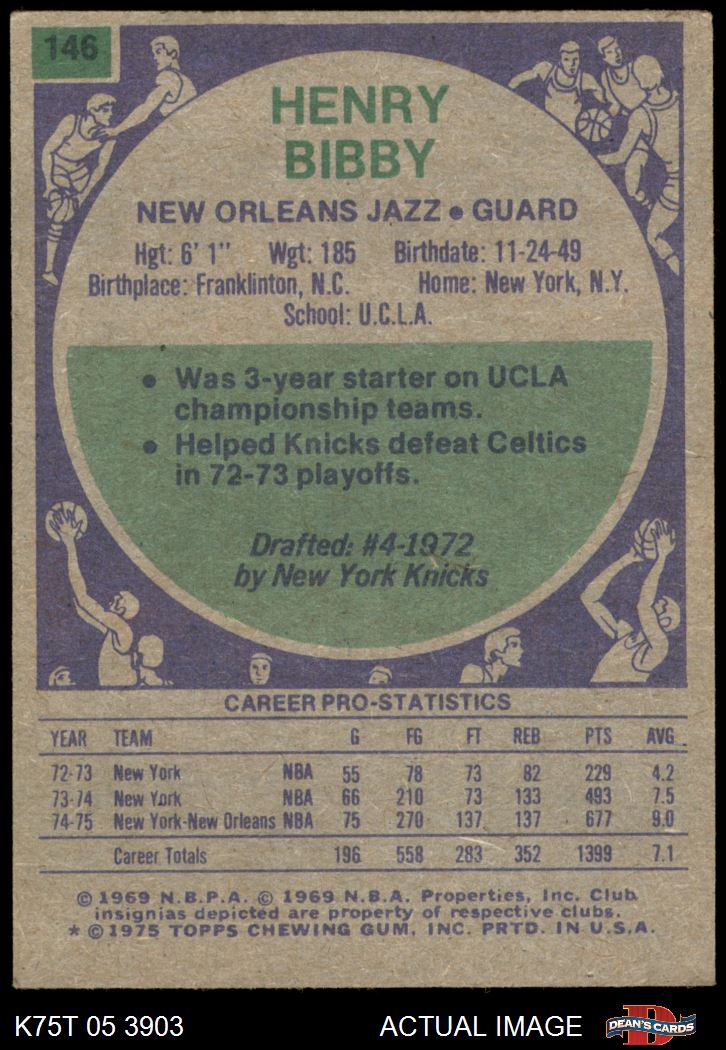 146
HENRY
BIBBY
NEW ORLEANS JAZZ • GUARD
Hgt: 6' 1" Wgt: 185 Birthdate: 11-24-49
Birthplace: Franklinton, N.C. Home: New York, N.Y.
School: U.C.L.A.
• Was 3-year starter on UCLA
championship teams.
• Helped Knicks defeat Celtics
in 72-73 playoffs.
Drafted: #4-1972
by New York Knicks
CAREER PRO-STATISTICS
YEAR TEAM G FG FT REB PTS AVG.
72-73 New York NBA 55 78 73 82 229 4.2
73-74 New York NBA 66 210 73 133 493 7.5
74-75 New York-New Orleans NBA 75 270 137 137 677 9.0
Career Totals 196 558 283 352 1399 7.1
© 1969 N.B.P.A. © 1969 N.B.A. Properties, Inc. Club
insignias depicted are property of respective clubs.
* © 1975 TOPPS CHEWING GUM, INC. PRTD. IN U.S.A.
K75T 05 3903 ACTUAL IMAGE D DEAN'S CARDS